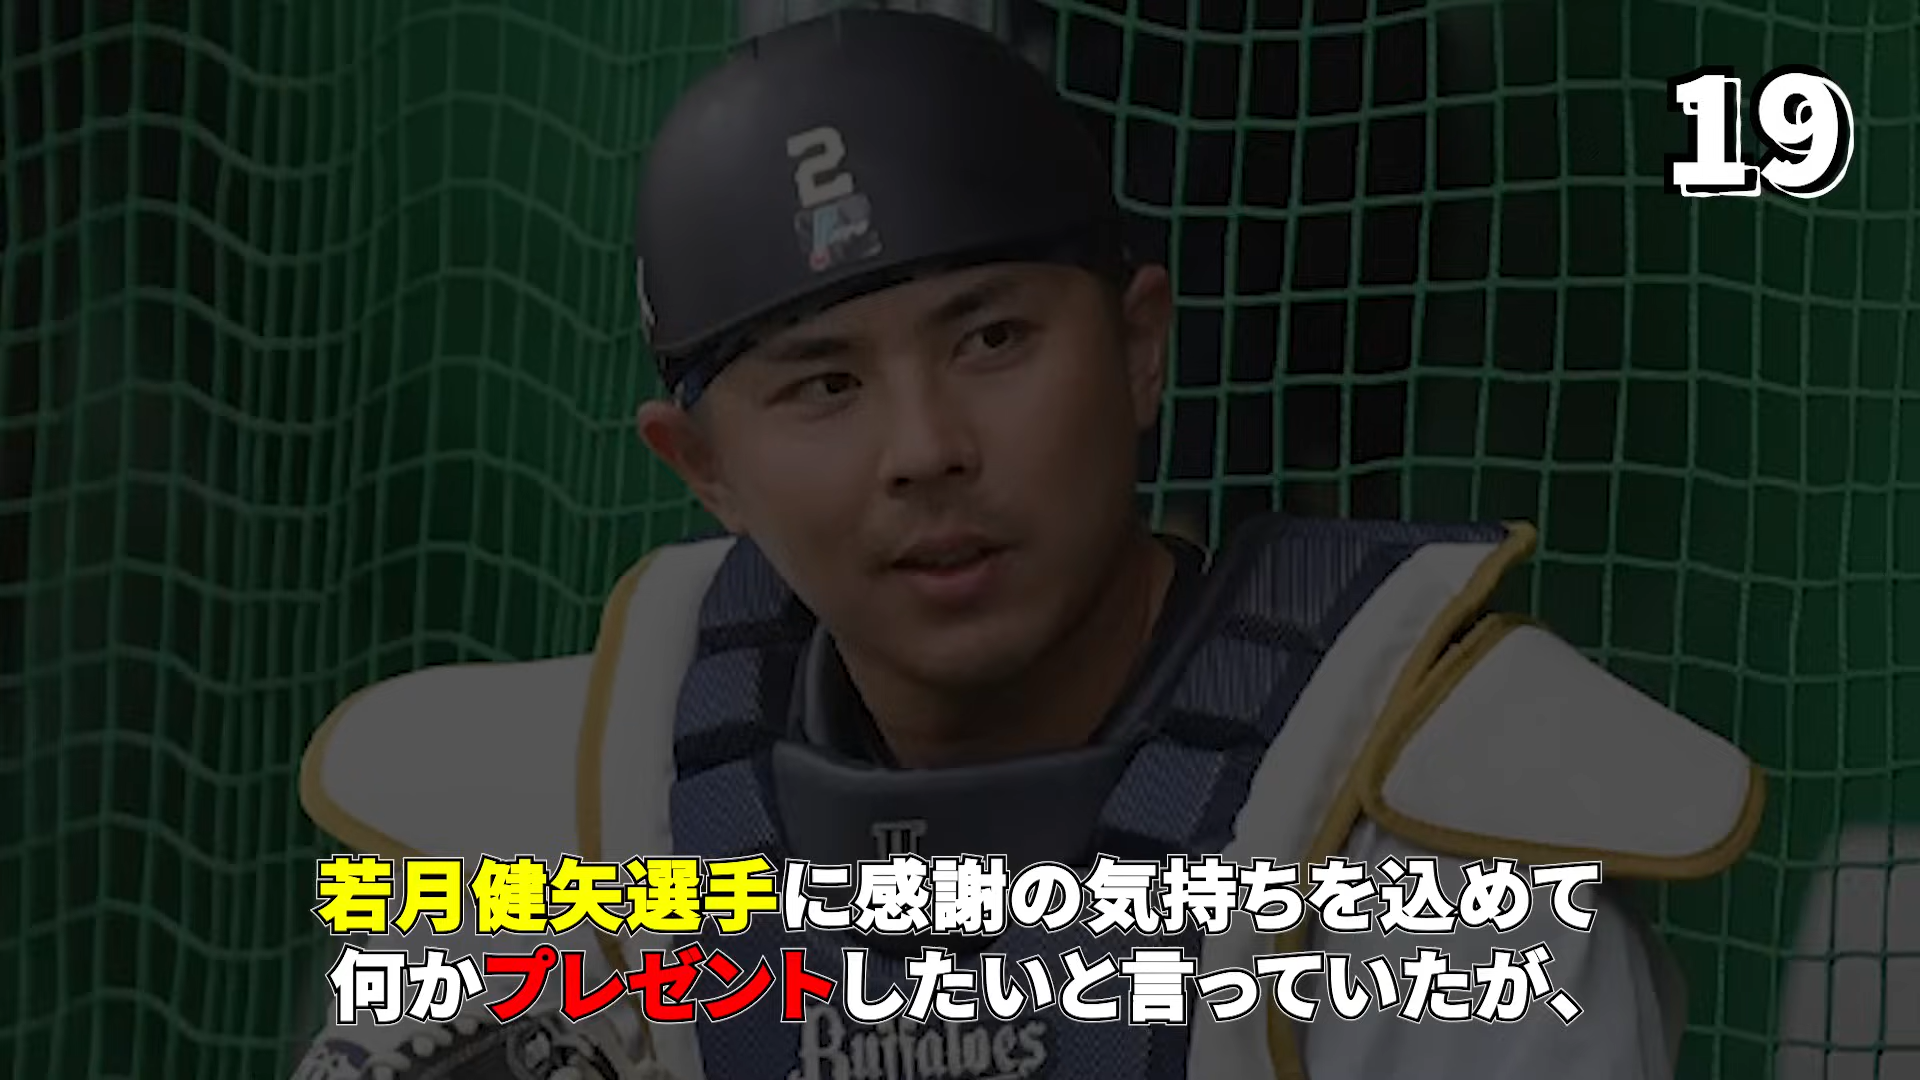 19
2
若月健矢選手に感謝の気持ちを込めて
何かプレゼントしたいと言っていたが、
Buffaloes